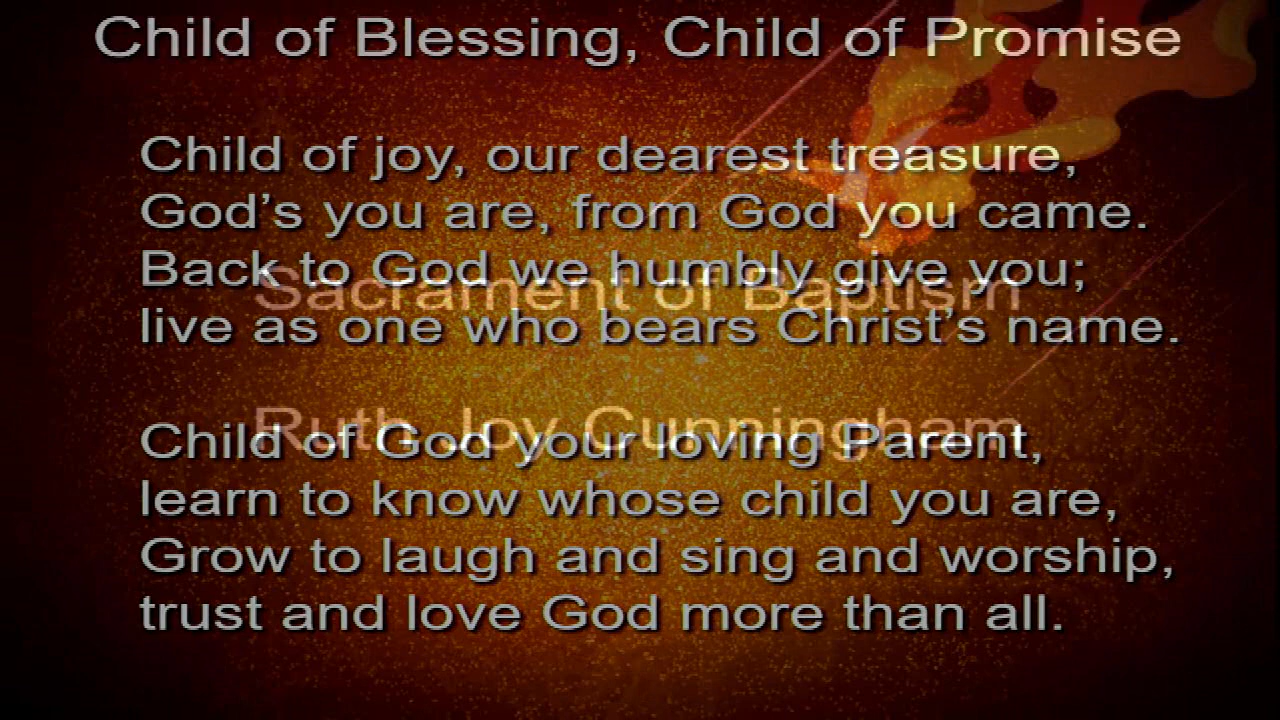 Child of Blessing, Child of Promise
Child of joy, our dearest treasure,
God’s you are, from God you came.
Back to God we humbly give you;
live as one who bears Christ’s name.
Sacrament of Baptism
Child of God your loving Parent,
learn to know whose child you are,
Grow to laugh and sing and worship,
trust and love God more than all.
Ruth Joy Cunningham